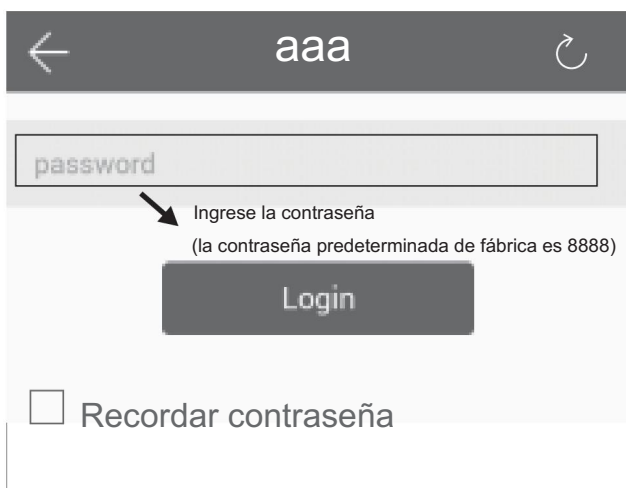 aaa
password
Ingrese la contraseña
(la contraseña predeterminada de fábrica es 8888)
Login
Recordar contraseña